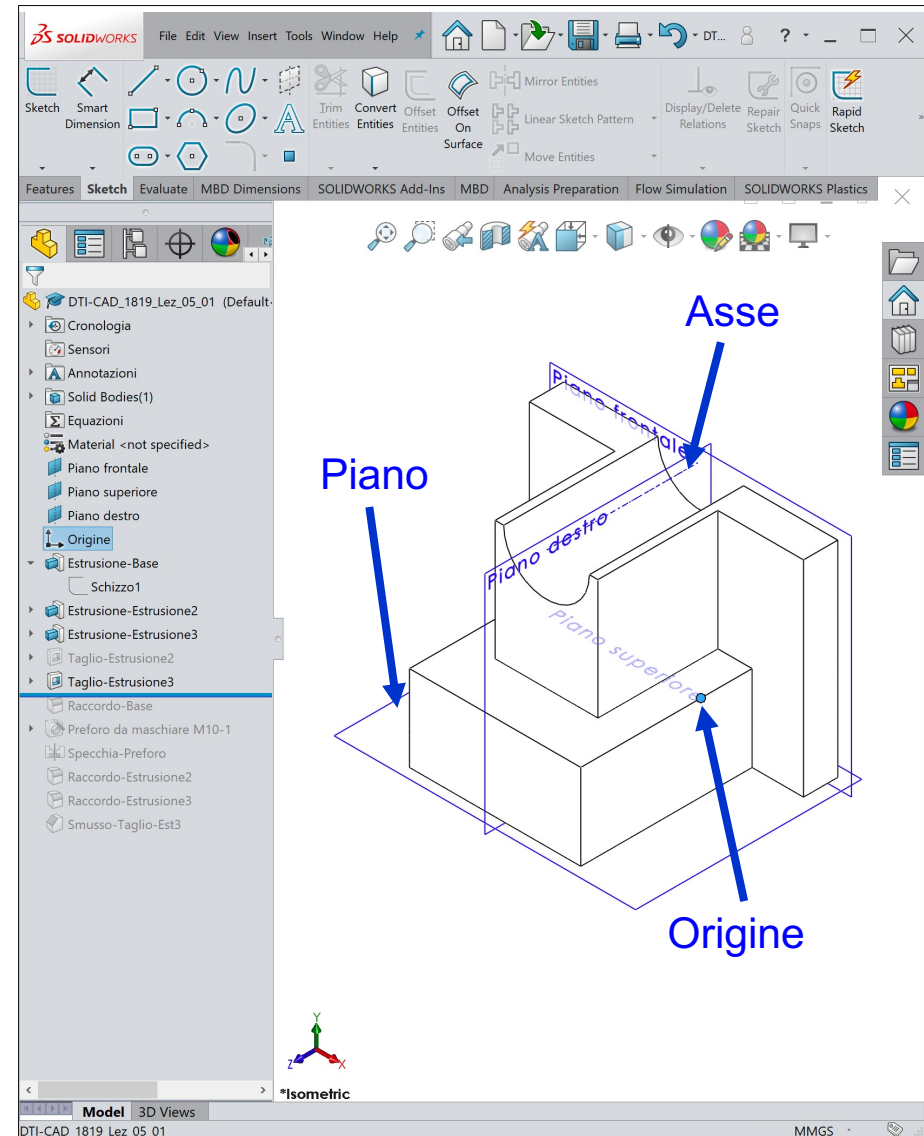 SOLIDWORKS File Edit View Insert Tools Window Help DT... ?
Sketch Smart Dimension Trim Entities Convert Entities Offset Entities Offset On Surface Mirror Entities Linear Sketch Pattern Move Entities Display/Delete Relations Repair Sketch Quick Snaps Rapid Sketch »
Features Sketch Evaluate MBD Dimensions SOLIDWORKS Add-Ins MBD Analysis Preparation Flow Simulation SOLIDWORKS Plastics
DTI-CAD_1819_Lez_05_01 (Default
Cronologia
Sensori
Annotazioni
Solid Bodies(1)
Equazioni
Material <not specified>
Piano frontale
Piano superiore
Piano destro
Origine
Estrusione-Base
Schizzo1
Estrusione-Estrusione2
Estrusione-Estrusione3
Taglio-Estrusione2
Taglio-Estrusione3
Raccordo-Base
Preforo da maschiare M10-1
Specchia-Preforo
Raccordo-Estrusione2
Raccordo-Estrusione3
Smusso-Taglio-Est3
Asse
Piano frontale
Piano
Piano destro
Piano superiore
Origine
Y
Z X
*Isometric
Model 3D Views
DTI-CAD_1819_Lez_05_01 MMGS